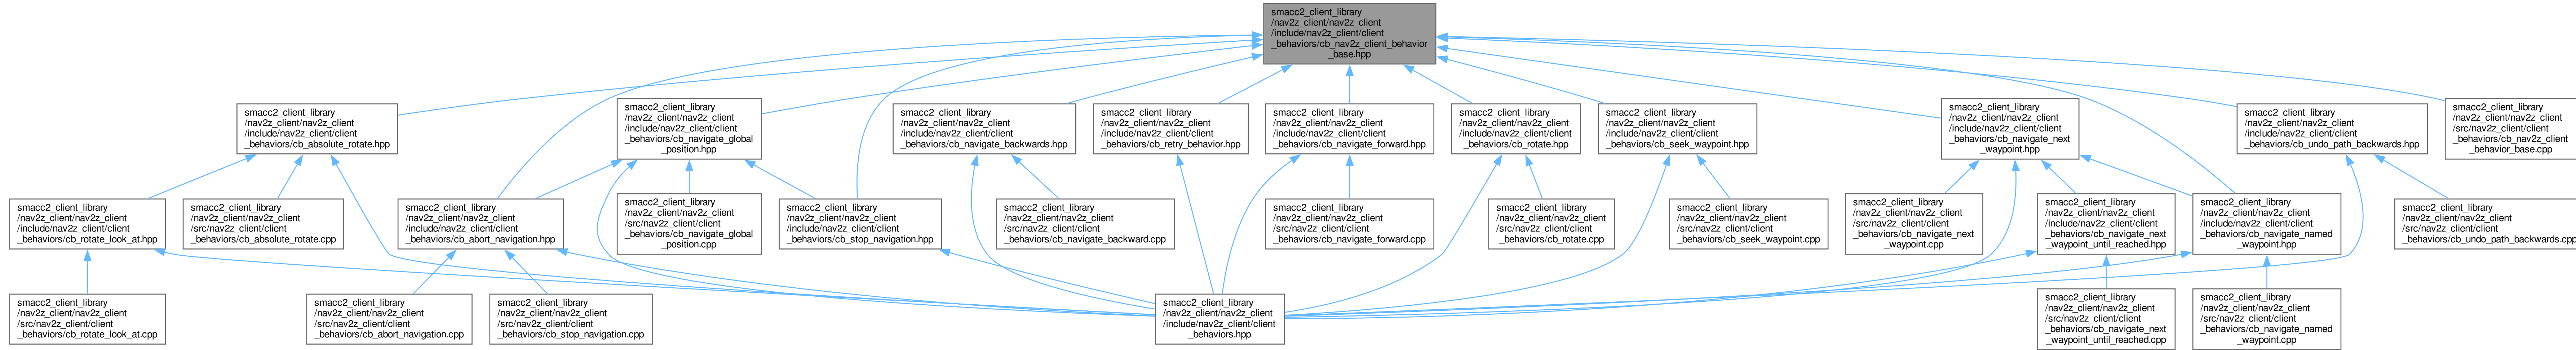 smacc2_client_library
/nav2z_client/nav2z_client
/include/nav2z_client/client
_behaviors/cb_nav2z_client_behavior
_base.hpp
smacc2_client_library
/nav2z_client/nav2z_client
/include/nav2z_client/client
_behaviors/cb_absolute_rotate.hpp
smacc2_client_library
/nav2z_client/nav2z_client
/include/nav2z_client/client
_behaviors/cb_navigate_global
_position.hpp
smacc2_client_library
/nav2z_client/nav2z_client
/include/nav2z_client/client
_behaviors/cb_navigate_backwards.hpp
smacc2_client_library
/nav2z_client/nav2z_client
/include/nav2z_client/client
_behaviors/cb_retry_behavior.hpp
smacc2_client_library
/nav2z_client/nav2z_client
/include/nav2z_client/client
_behaviors/cb_navigate_forward.hpp
smacc2_client_library
/nav2z_client/nav2z_client
/include/nav2z_client/client
_behaviors/cb_rotate.hpp
smacc2_client_library
/nav2z_client/nav2z_client
/include/nav2z_client/client
_behaviors/cb_seek_waypoint.hpp
smacc2_client_library
/nav2z_client/nav2z_client
/include/nav2z_client/client
_behaviors/cb_navigate_next
_waypoint.hpp
smacc2_client_library
/nav2z_client/nav2z_client
/include/nav2z_client/client
_behaviors/cb_undo_path_backwards.hpp
smacc2_client_library
/nav2z_client/nav2z_client
/src/nav2z_client/client
_behaviors/cb_nav2z_client
_behavior_base.cpp
smacc2_client_library
/nav2z_client/nav2z_client
/include/nav2z_client/client
_behaviors/cb_rotate_look_at.hpp
smacc2_client_library
/nav2z_client/nav2z_client
/src/nav2z_client/client
_behaviors/cb_absolute_rotate.cpp
smacc2_client_library
/nav2z_client/nav2z_client
/include/nav2z_client/client
_behaviors/cb_abort_navigation.hpp
smacc2_client_library
/nav2z_client/nav2z_client
/src/nav2z_client/client
_behaviors/cb_navigate_global
_position.cpp
smacc2_client_library
/nav2z_client/nav2z_client
/include/nav2z_client/client
_behaviors/cb_stop_navigation.hpp
smacc2_client_library
/nav2z_client/nav2z_client
/src/nav2z_client/client
_behaviors/cb_navigate_backward.cpp
smacc2_client_library
/nav2z_client/nav2z_client
/src/nav2z_client/client
_behaviors/cb_navigate_forward.cpp
smacc2_client_library
/nav2z_client/nav2z_client
/src/nav2z_client/client
_behaviors/cb_rotate.cpp
smacc2_client_library
/nav2z_client/nav2z_client
/src/nav2z_client/client
_behaviors/cb_seek_waypoint.cpp
smacc2_client_library
/nav2z_client/nav2z_client
/src/nav2z_client/client
_behaviors/cb_navigate_next
_waypoint.cpp
smacc2_client_library
/nav2z_client/nav2z_client
/include/nav2z_client/client
_behaviors/cb_navigate_next
_waypoint_until_reached.hpp
smacc2_client_library
/nav2z_client/nav2z_client
/include/nav2z_client/client
_behaviors/cb_navigate_named
_waypoint.hpp
smacc2_client_library
/nav2z_client/nav2z_client
/src/nav2z_client/client
_behaviors/cb_undo_path_backwards.cpp
smacc2_client_library
/nav2z_client/nav2z_client
/src/nav2z_client/client
_behaviors/cb_rotate_look_at.cpp
smacc2_client_library
/nav2z_client/nav2z_client
/src/nav2z_client/client
_behaviors/cb_abort_navigation.cpp
smacc2_client_library
/nav2z_client/nav2z_client
/src/nav2z_client/client
_behaviors/cb_stop_navigation.cpp
smacc2_client_library
/nav2z_client/nav2z_client
/include/nav2z_client/client
_behaviors.hpp
smacc2_client_library
/nav2z_client/nav2z_client
/src/nav2z_client/client
_behaviors/cb_navigate_next
_waypoint_until_reached.cpp
smacc2_client_library
/nav2z_client/nav2z_client
/src/nav2z_client/client
_behaviors/cb_navigate_named
_waypoint.cpp